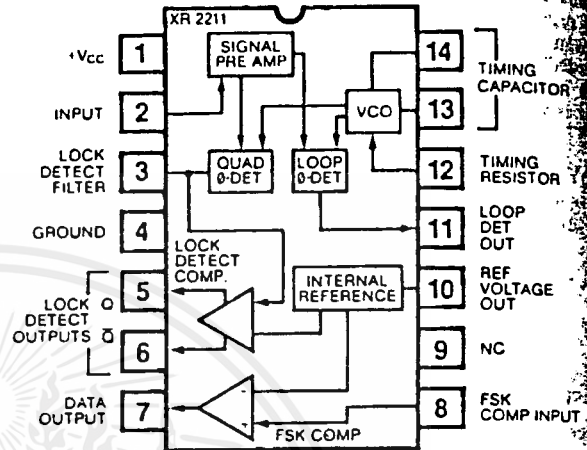 XR 2211
+Vcc
1
INPUT
2
LOCK
DETECT
FILTER
3
GROUND
4
LOCK
DETECT
OUTPUTS
Q
5
Q̅
6
DATA
OUTPUT
7
SIGNAL
PRE AMP
VCO
QUAD
Ø-DET
LOOP
Ø-DET
LOCK
DETECT
COMP.
INTERNAL
REFERENCE
-
+
FSK COMP
14
13
TIMING
CAPACITOR
12
TIMING
RESISTOR
11
LOOP
DET
OUT
10
REF
VOLTAGE
OUT
9
NC
8
FSK
COMP INPUT